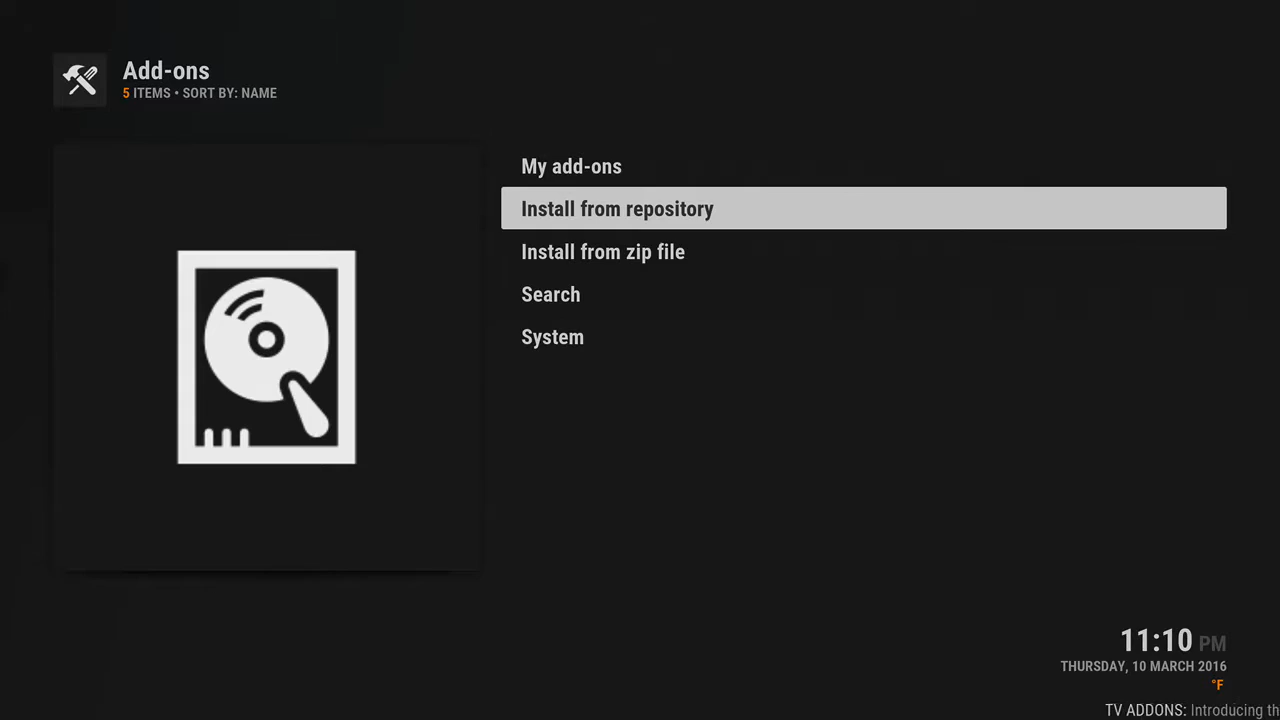 Add-ons
5 ITEMS • SORT BY: NAME
My add-ons
Install from repository
Install from zip file
Search
System
11:10 PM
THURSDAY, 10 MARCH 2016
°F
TV ADDONS: Introducing th